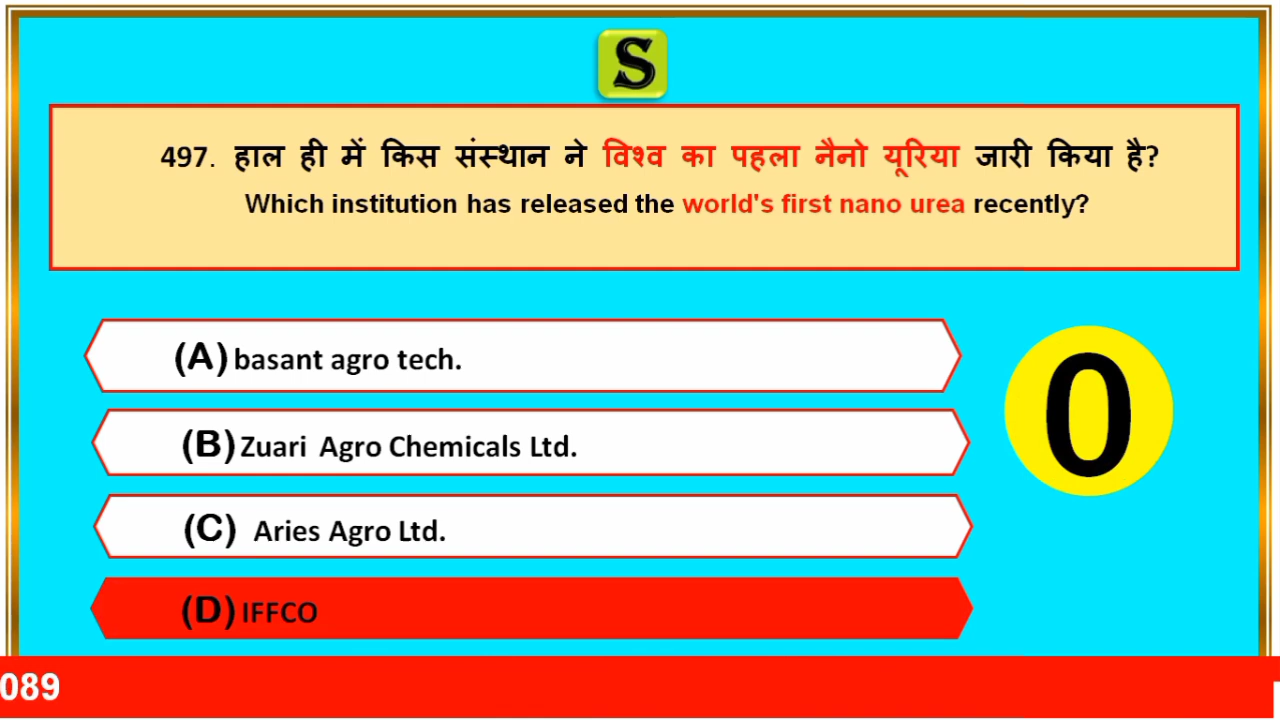 S
497. हाल ही में किस संस्थान ने विश्व का पहला नैनो यूरिया जारी किया है?
Which institution has released the world's first nano urea recently?
(A) basant agro tech.
(B) Zuari Agro Chemicals Ltd.
(C) Aries Agro Ltd.
(D) IFFCO
0
089